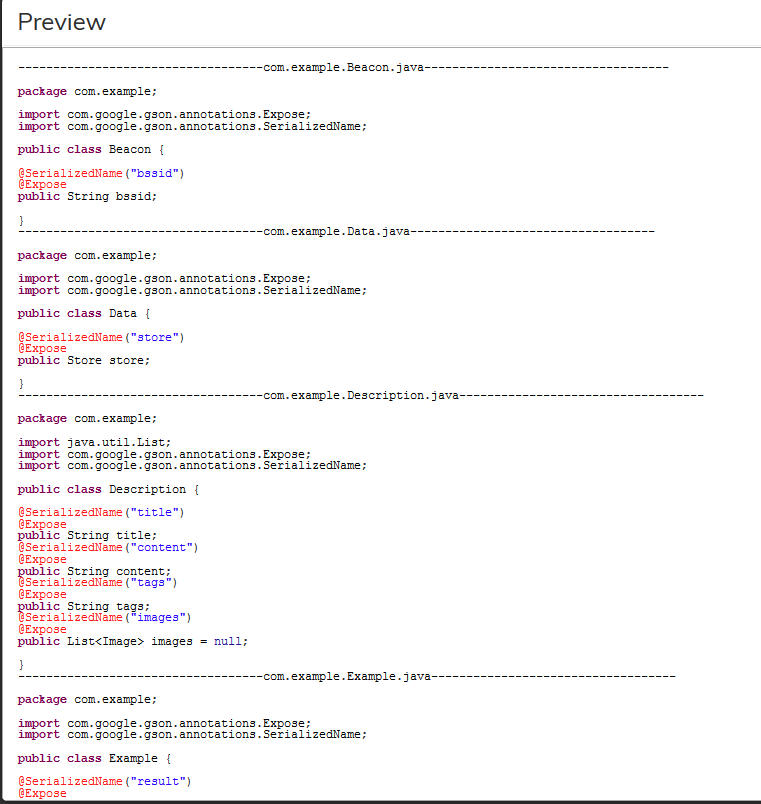 Preview
-----------------------------------com.example.Beacon.java-----------------------------------
package com.example;
import com.google.gson.annotations.Expose;
import com.google.gson.annotations.SerializedName;
public class Beacon {
@SerializedName("bssid")
@Expose
public String bssid;
}
-----------------------------------com.example.Data.java-----------------------------------
package com.example;
import com.google.gson.annotations.Expose;
import com.google.gson.annotations.SerializedName;
public class Data {
@SerializedName("store")
@Expose
public Store store;
}
-----------------------------------com.example.Description.java-----------------------------------
package com.example;
import java.util.List;
import com.google.gson.annotations.Expose;
import com.google.gson.annotations.SerializedName;
public class Description {
@SerializedName("title")
@Expose
public String title;
@SerializedName("content")
@Expose
public String content;
@SerializedName("tags")
@Expose
public String tags;
@SerializedName("images")
@Expose
public List<Image> images = null;
}
-----------------------------------com.example.Example.java-----------------------------------
package com.example;
import com.google.gson.annotations.Expose;
import com.google.gson.annotations.SerializedName;
public class Example {
@SerializedName("result")
@Expose